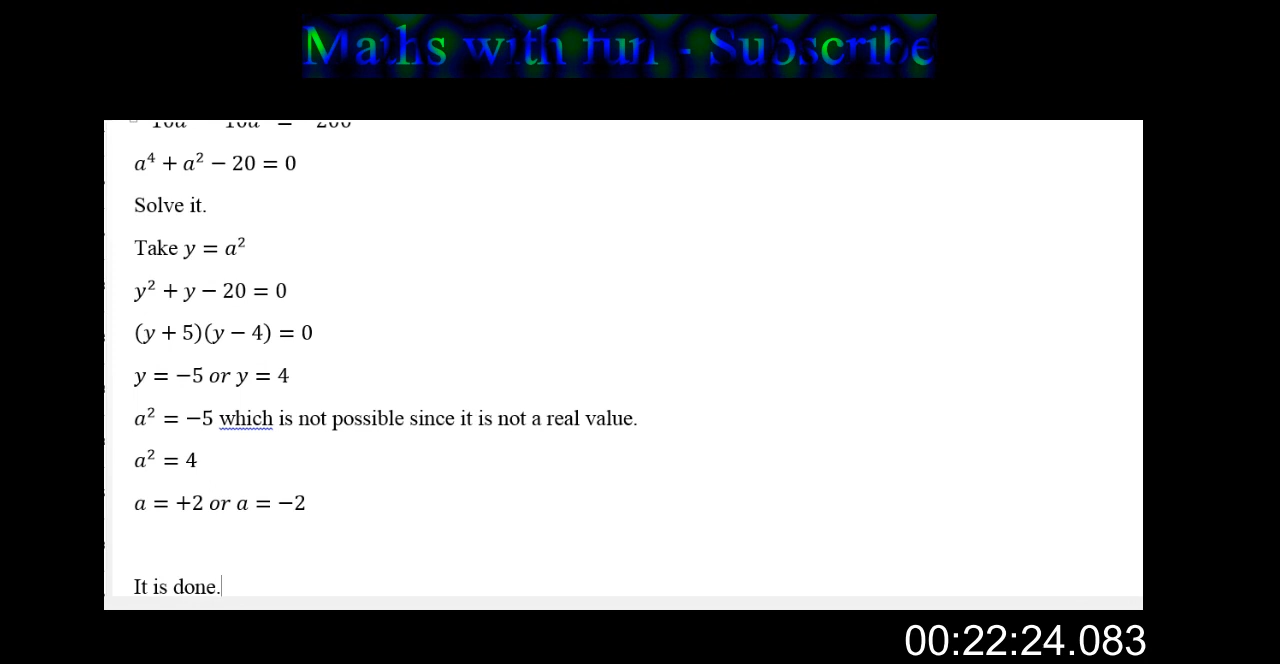 Maths with fun - Subscribe
a⁴ + a² − 20 = 0
Solve it.
Take y = a²
y² + y − 20 = 0
(y + 5)(y − 4) = 0
y = −5 or y = 4
a² = −5 which is not possible since it is not a real value.
a² = 4
a = +2 or a = −2
It is done.
00:22:24.083